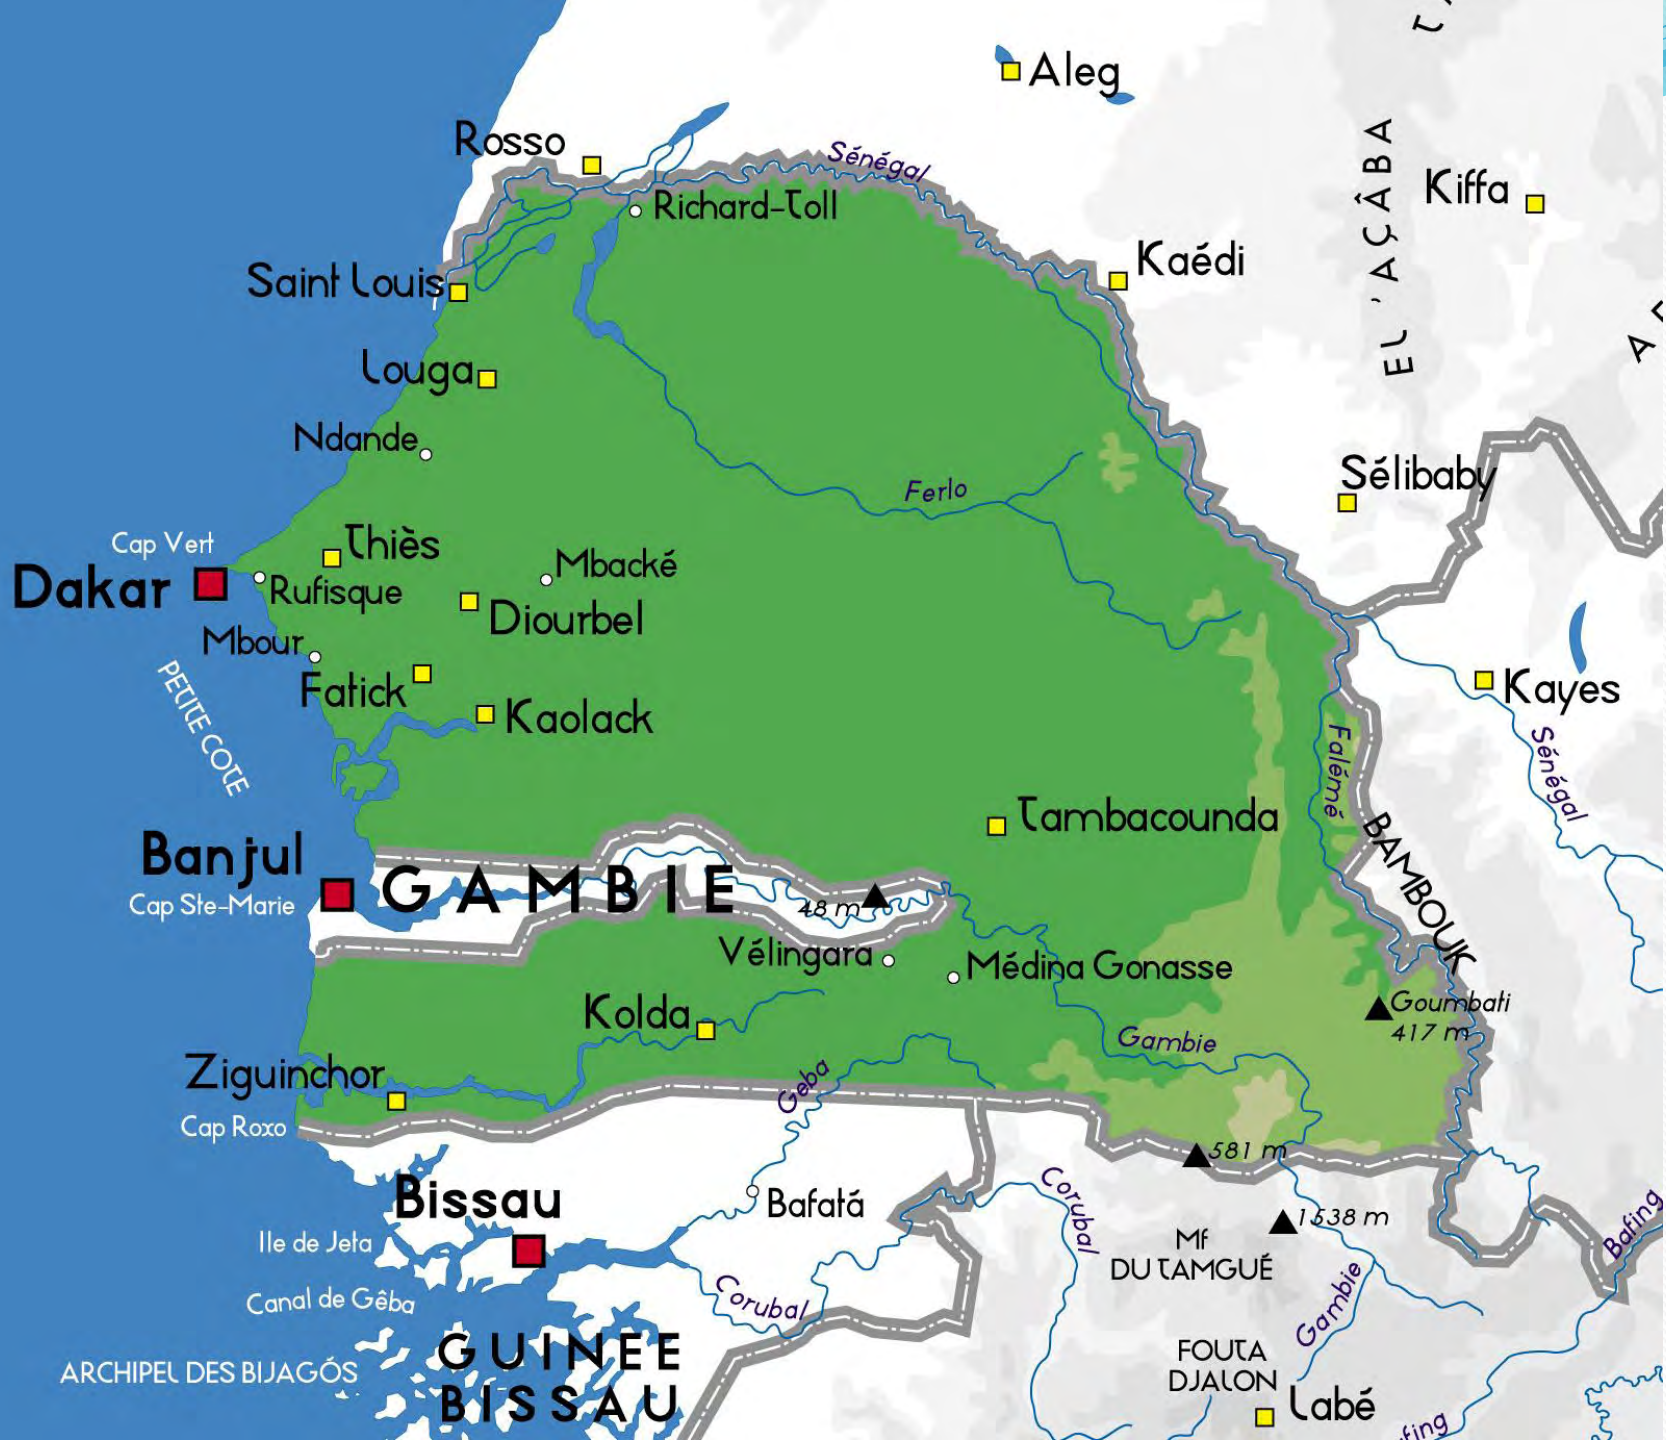 Aleg
Rosso
Sénégal
Kiffa
Richard-Toll
EL 'AÇÂBA
Kaédi
Saint Louis
Louga
Ndande
Sélibaby
Ferlo
Cap Vert
Thiès
Dakar
Rufisque
Mbacké
Diourbel
Mbour
PETITE COTE
Fatick
Kaolack
Kayes
Sénégal
Falémé
Tambacounda
BAMBOUK
Banjul
Cap Ste-Marie
GAMBIE
48 m
Vélingara
Médina Gonasse
Goumbati
417 m
Kolda
Gambie
Ziguinchor
Geba
Cap Roxo
581 m
Bissau
Bafatá
Corubal
1538 m
Bafing
Ile de Jeta
Mt
DU TAMGUÉ
Canal de Gêba
Corubal
Gambie
GUINEE
BISSAU
ARCHIPEL DES BIJAGÓS
FOUTA
DJALON
Labé
fing